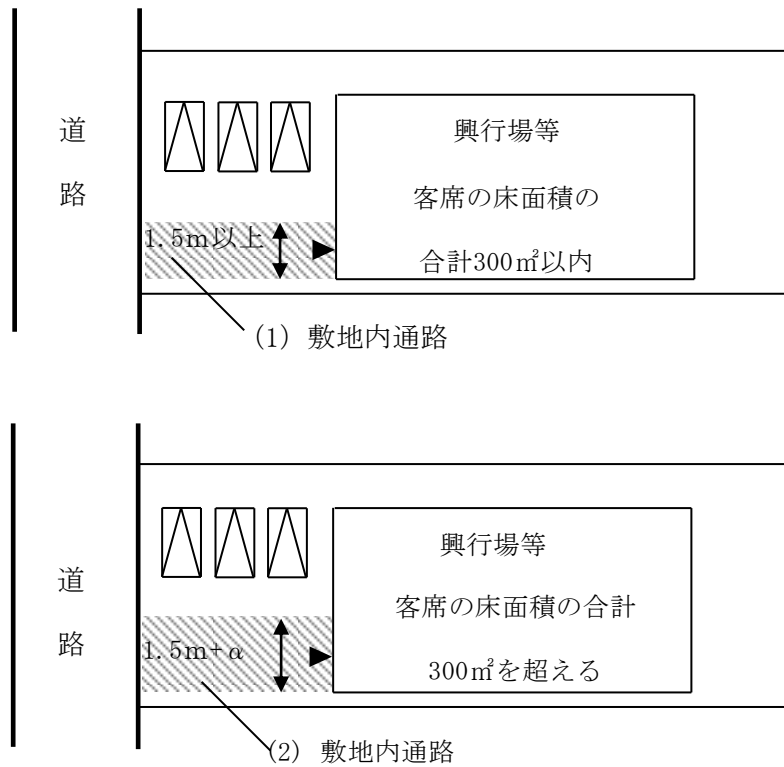 道
路
興行場等
客席の床面積の
合計300㎡以内
1.5m以上
(1) 敷地内通路
道
路
興行場等
客席の床面積の合計
300㎡を超える
1.5m+α
(2) 敷地内通路